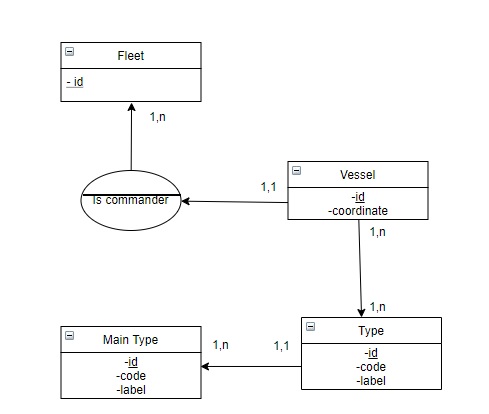 Fleet
- id
1,n
Is commander
1,1
Vessel
-id
-coordinate
1,n
1,n
Type
-id
-code
-label
1,1
1,n
Main Type
-id
-code
-label